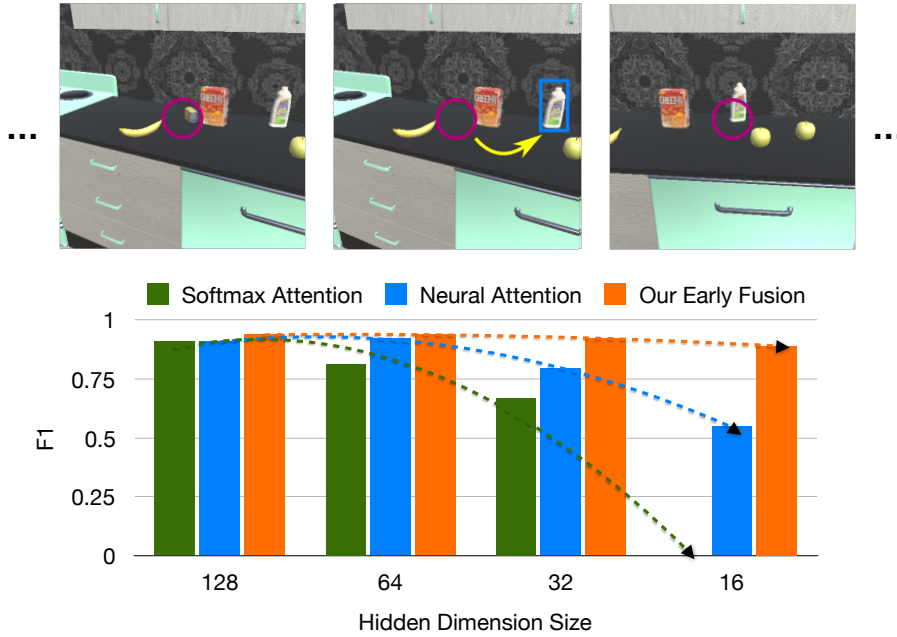 ...
...
Softmax Attention
Neural Attention
Our Early Fusion
1
0.75
0.5
0.25
0
F1
128
64
32
16
Hidden Dimension Size